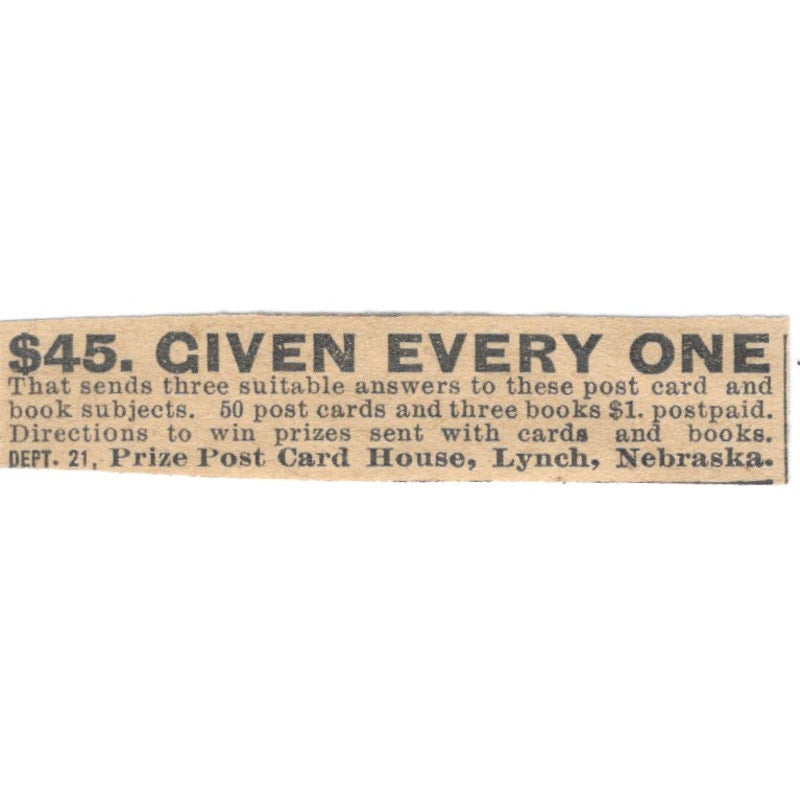 $45. GIVEN EVERY ONE
That sends three suitable answers to these post card and
book subjects. 50 post cards and three books $1. postpaid.
Directions to win prizes sent with cards and books.
DEPT. 21, Prize Post Card House, Lynch, Nebraska.